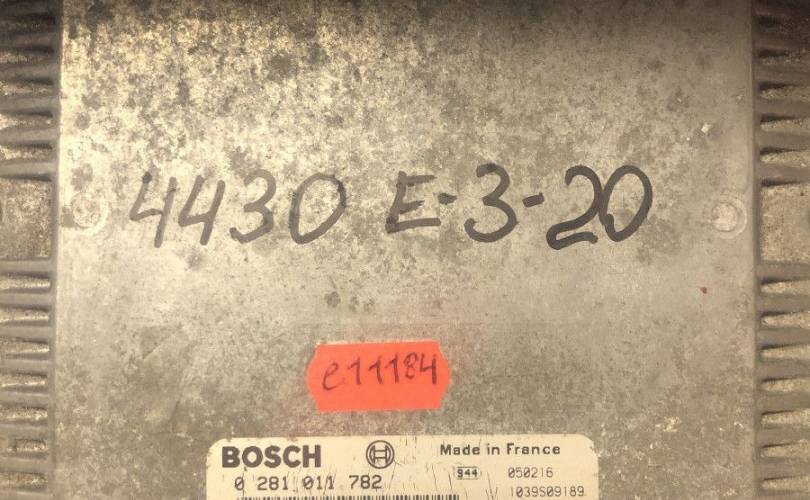 4430 E-3-20
e11184
BOSCH Made in France
0 281 011 782 944 050216
1039S09189